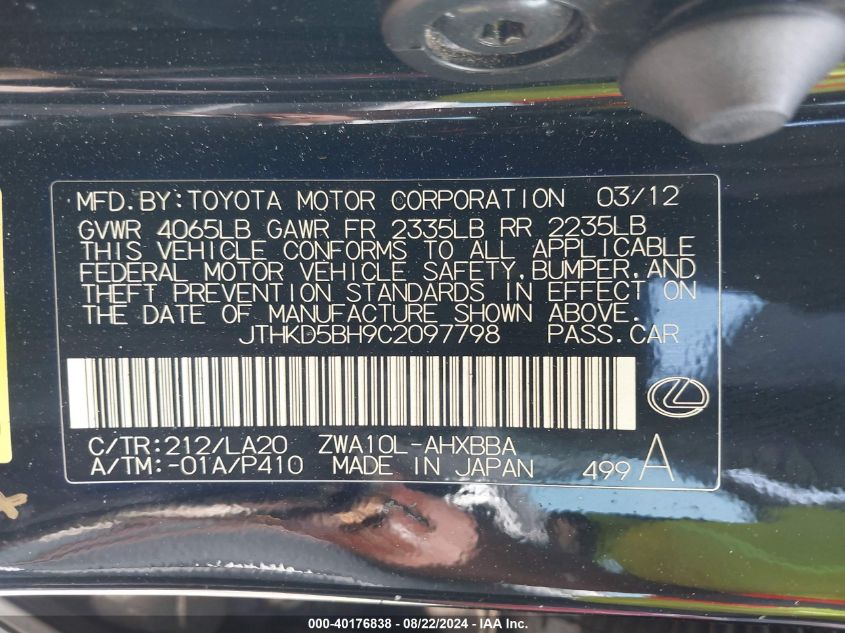 MFD.BY:TOYOTA MOTOR CORPORATION 03/12
GVWR 4065LB GAWR FR 2335LB RR 2235LB
THIS VEHICLE CONFORMS TO ALL APPLICABLE
FEDERAL MOTOR VEHICLE SAFETY,BUMPER,AND
THEFT PREVENTION STANDARDS IN EFFECT ON
THE DATE OF MANUFACTURE SHOWN ABOVE.
JTHKD5BH9C2097798 PASS.CAR
C/TR:212/LA20 ZWA10L-AHXBBA
A/TM:-01A/P410 MADE IN JAPAN 499 A
000-40176838 - 08/22/2024 - Copyright IAA, Inc.